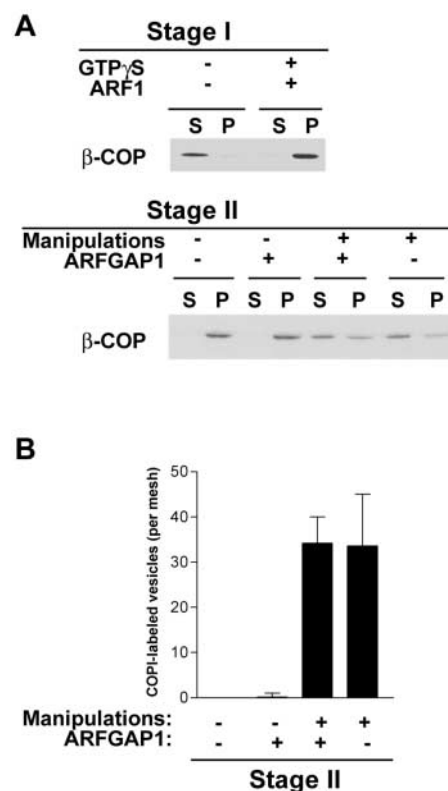 A
Stage I
GTPγS - +
ARF1 - +
S P S P
β-COP
Stage II
Manipulations - - + +
ARFGAP1 - + + -
S P S P S P S P
β-COP
B
COPI-labeled vesicles (per mesh)
50
40
30
20
10
0
Manipulations: - - + +
ARFGAP1: - + + -
Stage II